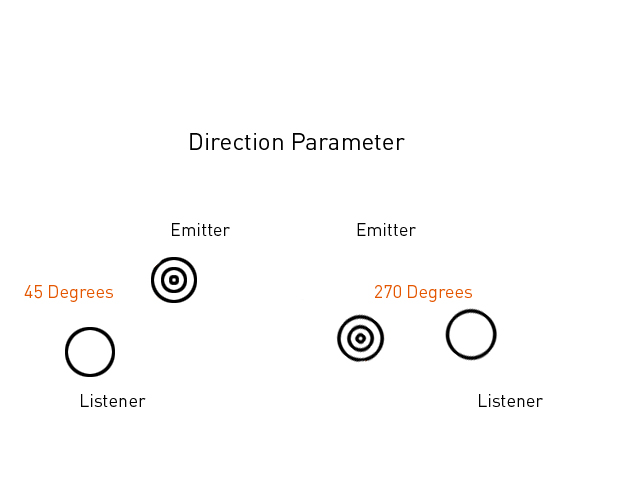 Direction Parameter
Emitter
Emitter
45 Degrees
270 Degrees
Listener
Listener